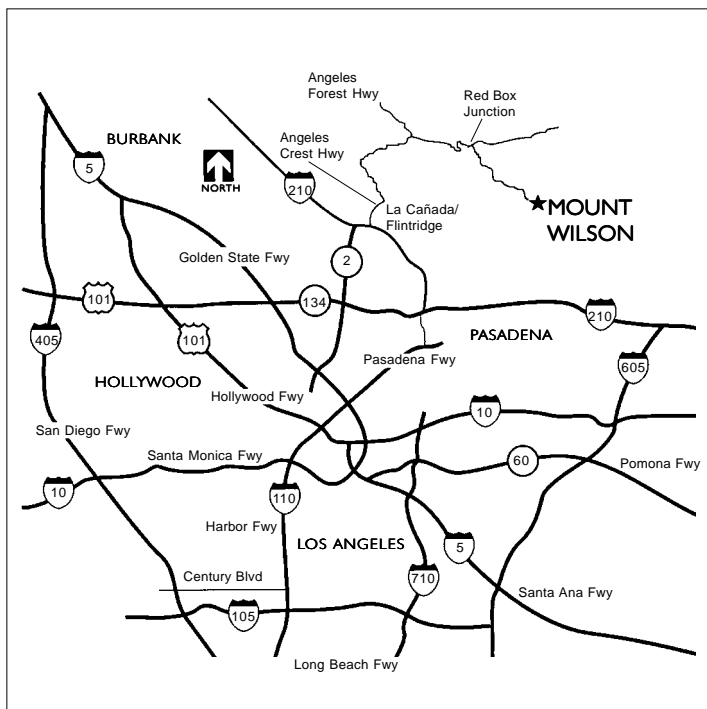 Angeles
Forest Hwy
Red Box
Junction
BURBANK
Angeles
Crest Hwy
5
NORTH
210
La Cañada/
Flintridge
MOUNT
WILSON
Golden State Fwy
2
101
134
210
405
101
PASADENA
Pasadena Fwy
605
HOLLYWOOD
Hollywood Fwy
10
San Diego Fwy
Santa Monica Fwy
60
Pomona Fwy
10
110
Harbor Fwy
LOS ANGELES
5
Century Blvd
710
Santa Ana Fwy
105
Long Beach Fwy